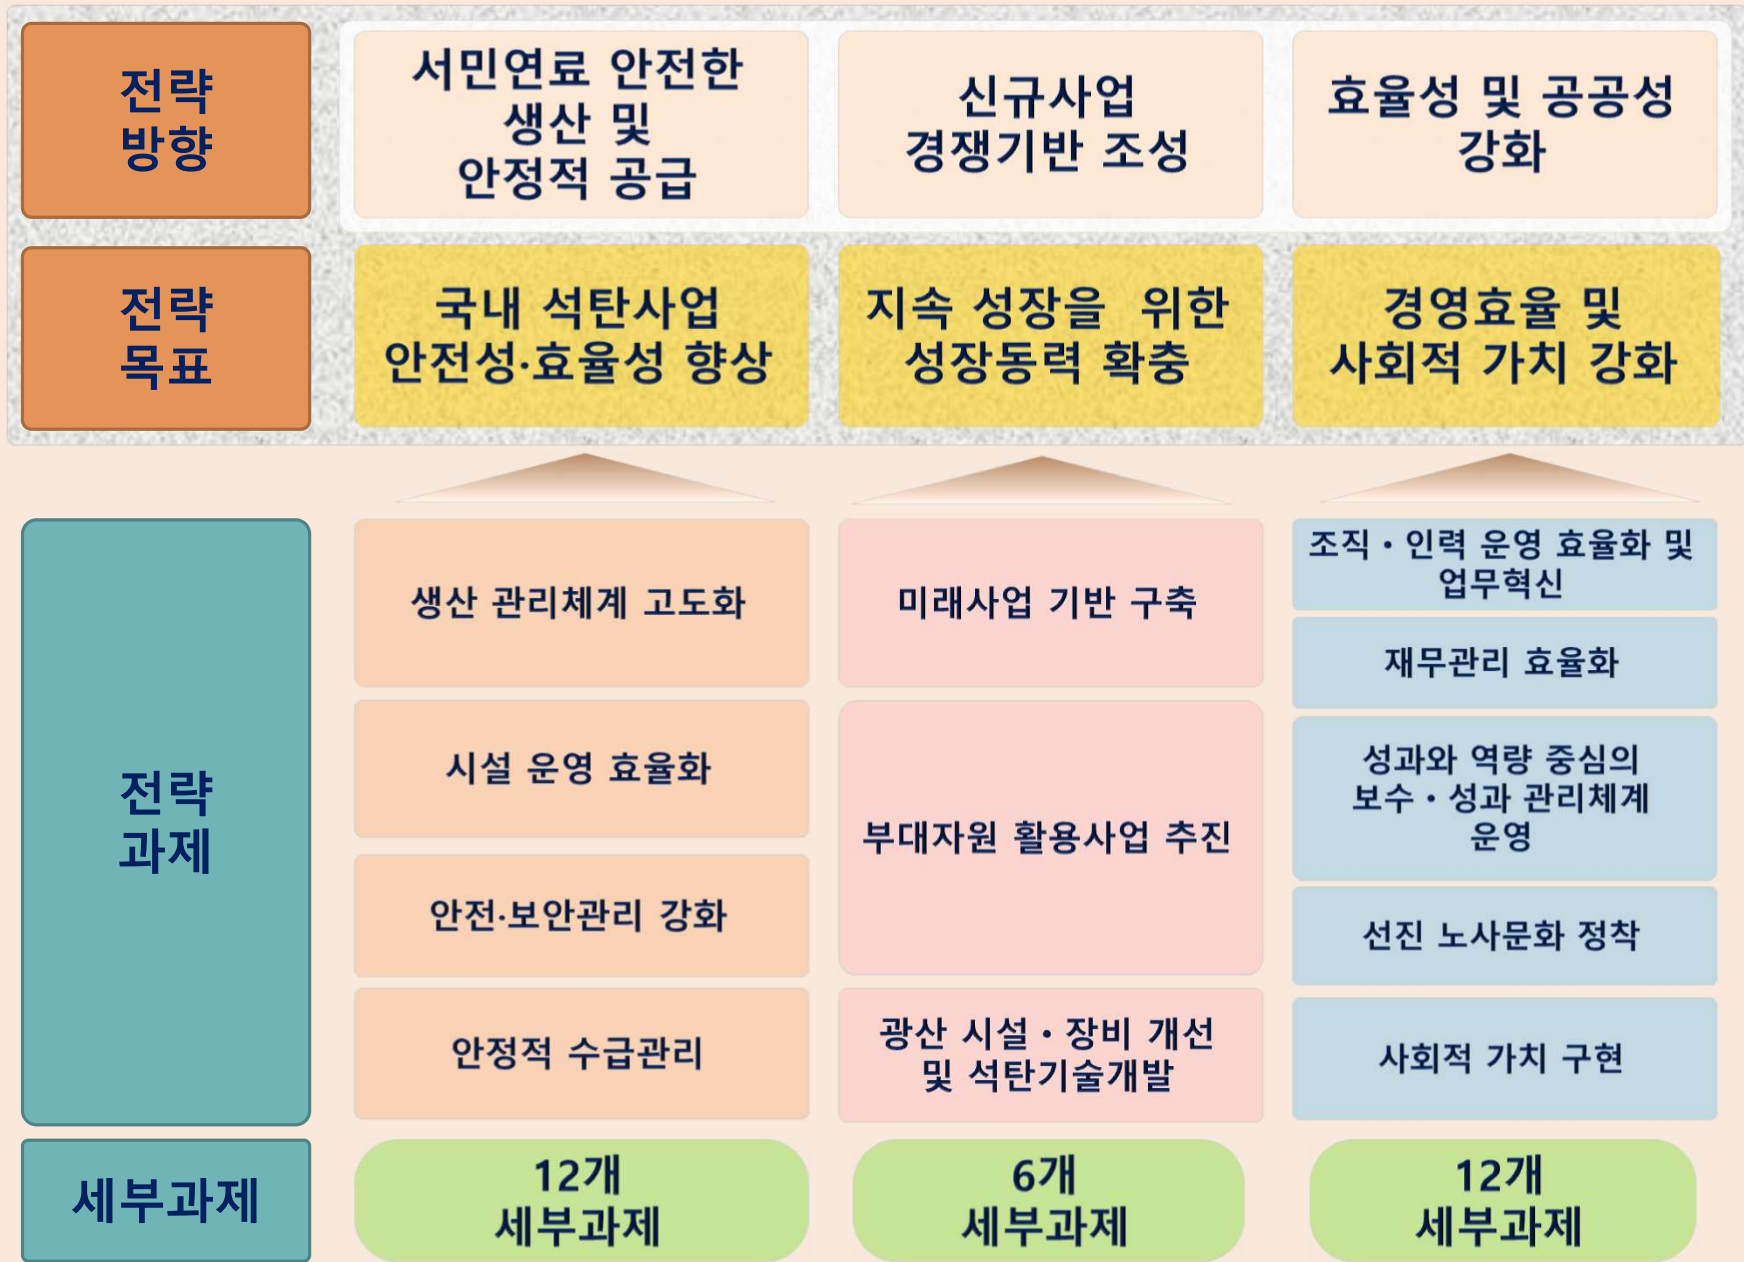 전략
방향
서민연료 안전한
생산 및
안정적 공급
신규사업
경쟁기반 조성
효율성 및 공공성
강화
전략
목표
국내 석탄사업
안전성·효율성 향상
지속 성장을 위한
성장동력 확충
경영효율 및
사회적 가치 강화
전략
과제
생산 관리체계 고도화
시설 운영 효율화
안전·보안관리 강화
안정적 수급관리
미래사업 기반 구축
부대자원 활용사업 추진
광산 시설・장비 개선
및 석탄기술개발
조직・인력 운영 효율화 및
업무혁신
재무관리 효율화
성과와 역량 중심의
보수・성과 관리체계
운영
선진 노사문화 정착
사회적 가치 구현
세부과제
12개
세부과제
6개
세부과제
12개
세부과제